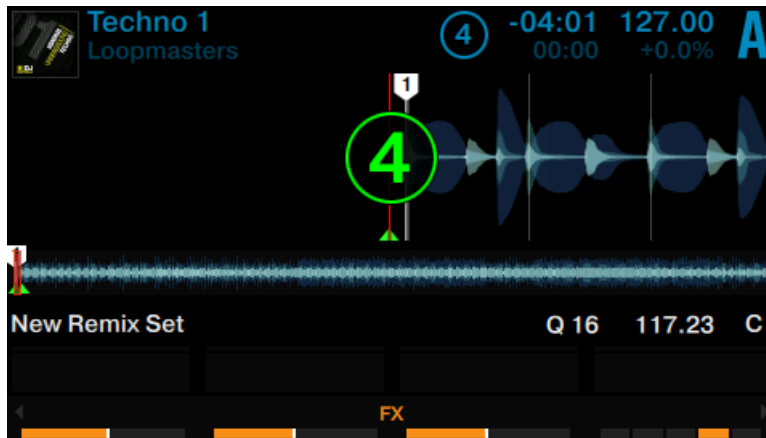 Techno 1
Loopmasters
4
-04:01
00:00
127.00
+0.0%
A
1
4
1
New Remix Set
Q 16
117.23
C
FX